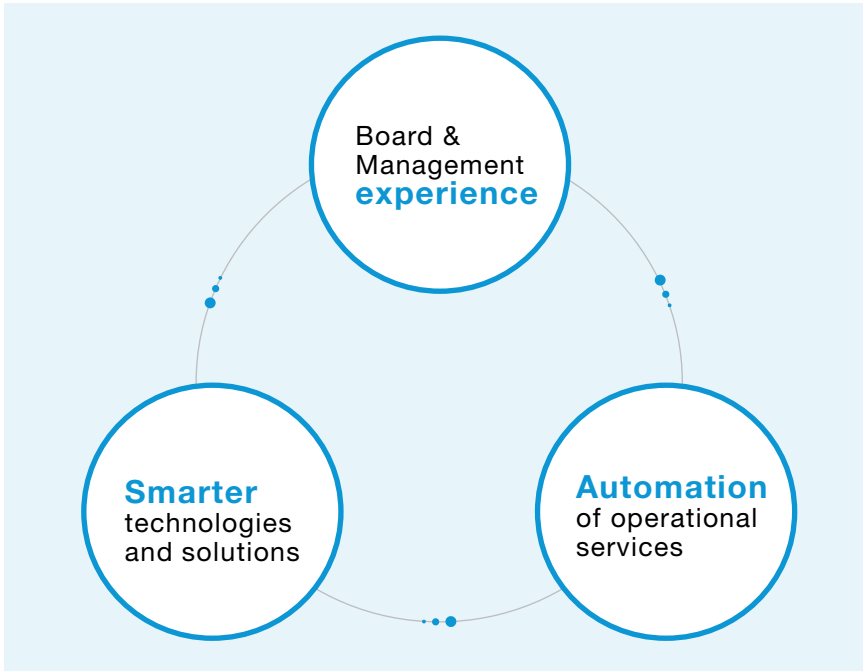 Board &
Management
experience
Smarter
technologies
and solutions
Automation
of operational
services